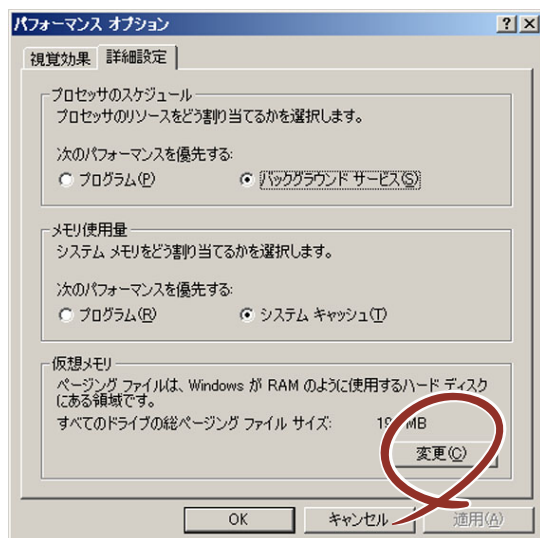 パフォーマンス オプション
視覚効果 詳細設定
プロセッサのスケジュール
プロセッサのリソースをどう割り当てるかを選択します。
次のパフォーマンスを優先する:
プログラム(P) バックグラウンド サービス(S)
メモリ使用量
システム メモリをどう割り当てるかを選択します。
次のパフォーマンスを優先する:
プログラム(R) システム キャッシュ(T)
仮想メモリ
ページング ファイルは、Windows が RAM のように使用するハード ディスク
にある領域です。
すべてのドライブの総ページング ファイル サイズ: MB
変更(C)
OK キャンセル 適用(A)